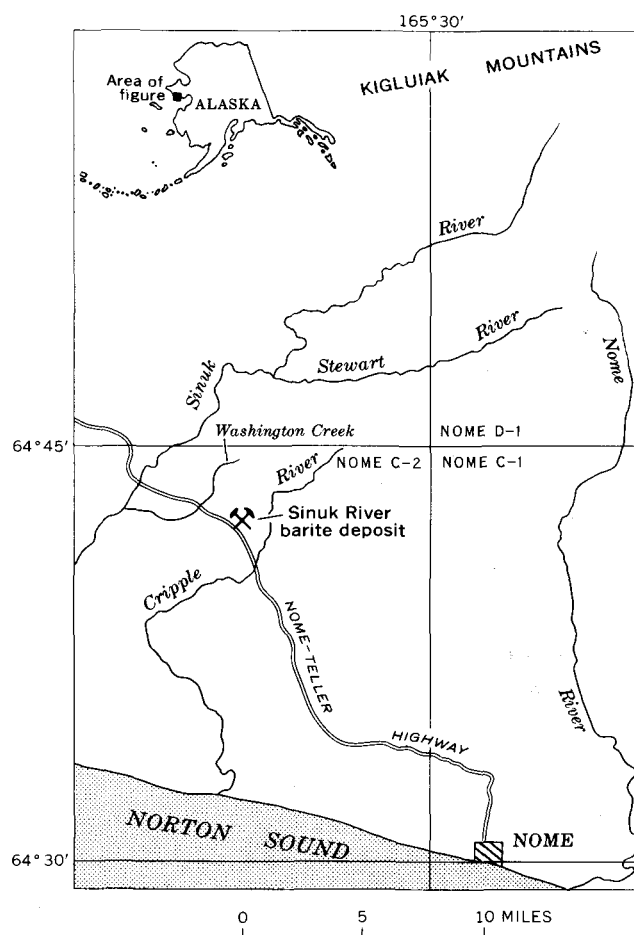 165°30'
KIGLUAIK MOUNTAINS
Area of
figure
ALASKA
River
River
Stewart
Nome
Sinuk
Washington Creek
NOME D-1
64°45'
River
NOME C-2
NOME C-1
Sinuk River
barite deposit
Cripple
NOME-TELLER
HIGHWAY
River
NORTON SOUND
NOME
64°30'
0 5 10 MILES